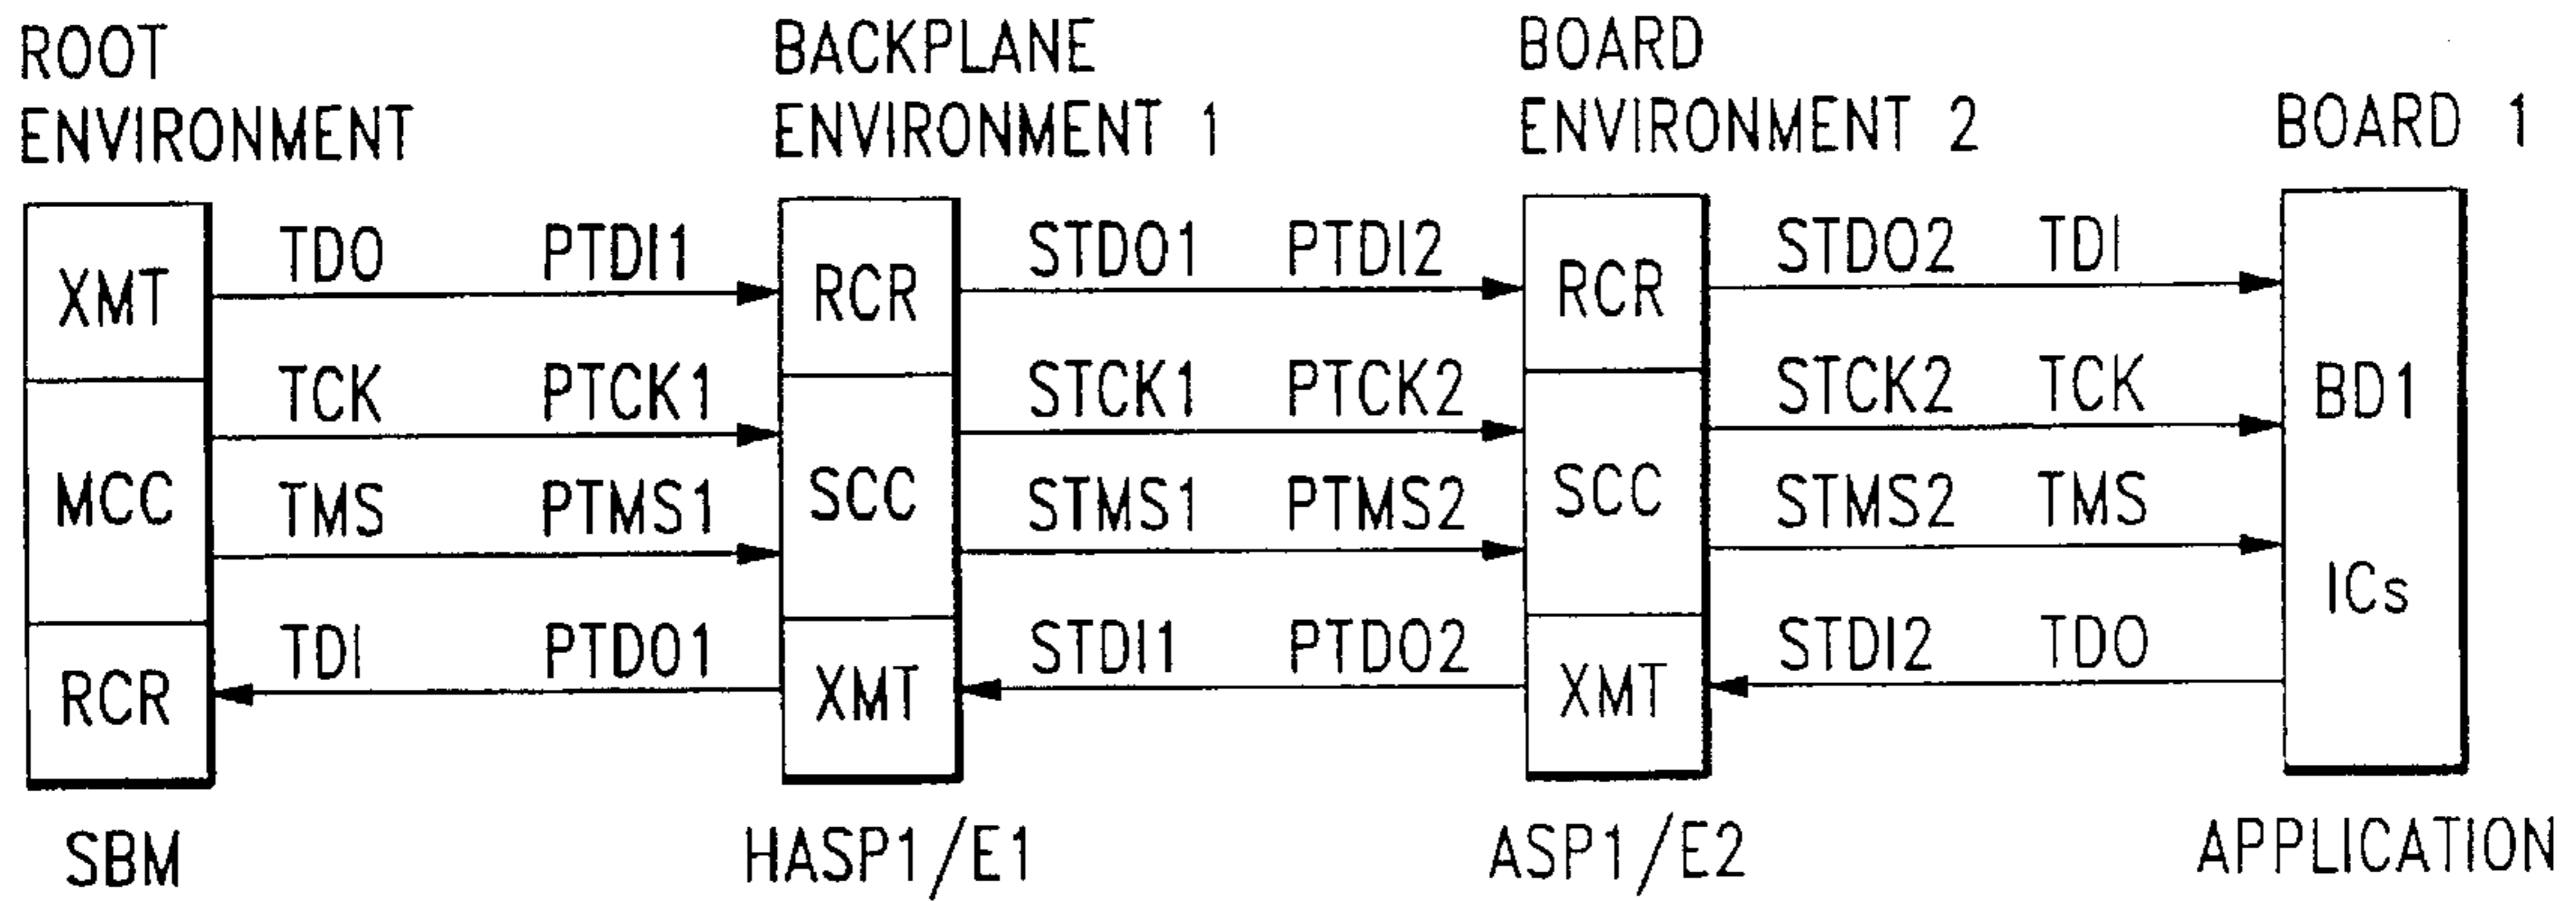 ROOT ENVIRONMENT
BACKPLANE ENVIRONMENT 1
BOARD ENVIRONMENT 2
BOARD 1
XMT
TDO PTDI1
RCR
STDO1 PTDI2
RCR
STDO2 TDI
TCK PTCK1
STCK1 PTCK2
STCK2 TCK
BD1
MCC
TMS PTMS1
SCC
STMS1 PTMS2
SCC
STMS2 TMS
ICs
RCR
TDI PTDO1
XMT
STDI1 PTDO2
XMT
STDI2 TDO
SBM
HASP1/E1
ASP1/E2
APPLICATION